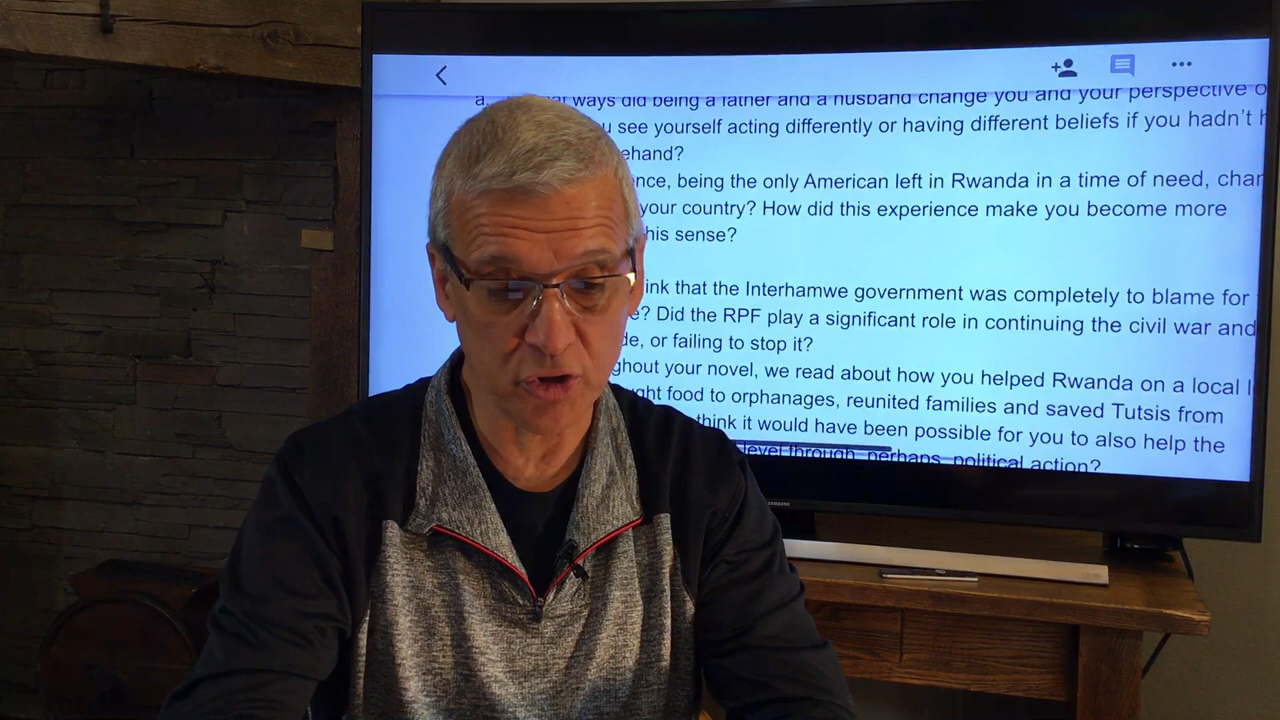 a. ways did being a father and a husband change you and your perspective o
u see yourself acting differently or having different beliefs if you hadn't h
ehand?
ence, being the only American left in Rwanda in a time of need, chan
your country? How did this experience make you become more
his sense?
ink that the Interhamwe government was completely to blame for
e? Did the RPF play a significant role in continuing the civil war and
de, or failing to stop it?
ghout your novel, we read about how you helped Rwanda on a local l
ght food to orphanages, reunited families and saved Tutsis from
think it would have been possible for you to also help the
level through, perhaps, political action?
SAMSUNG